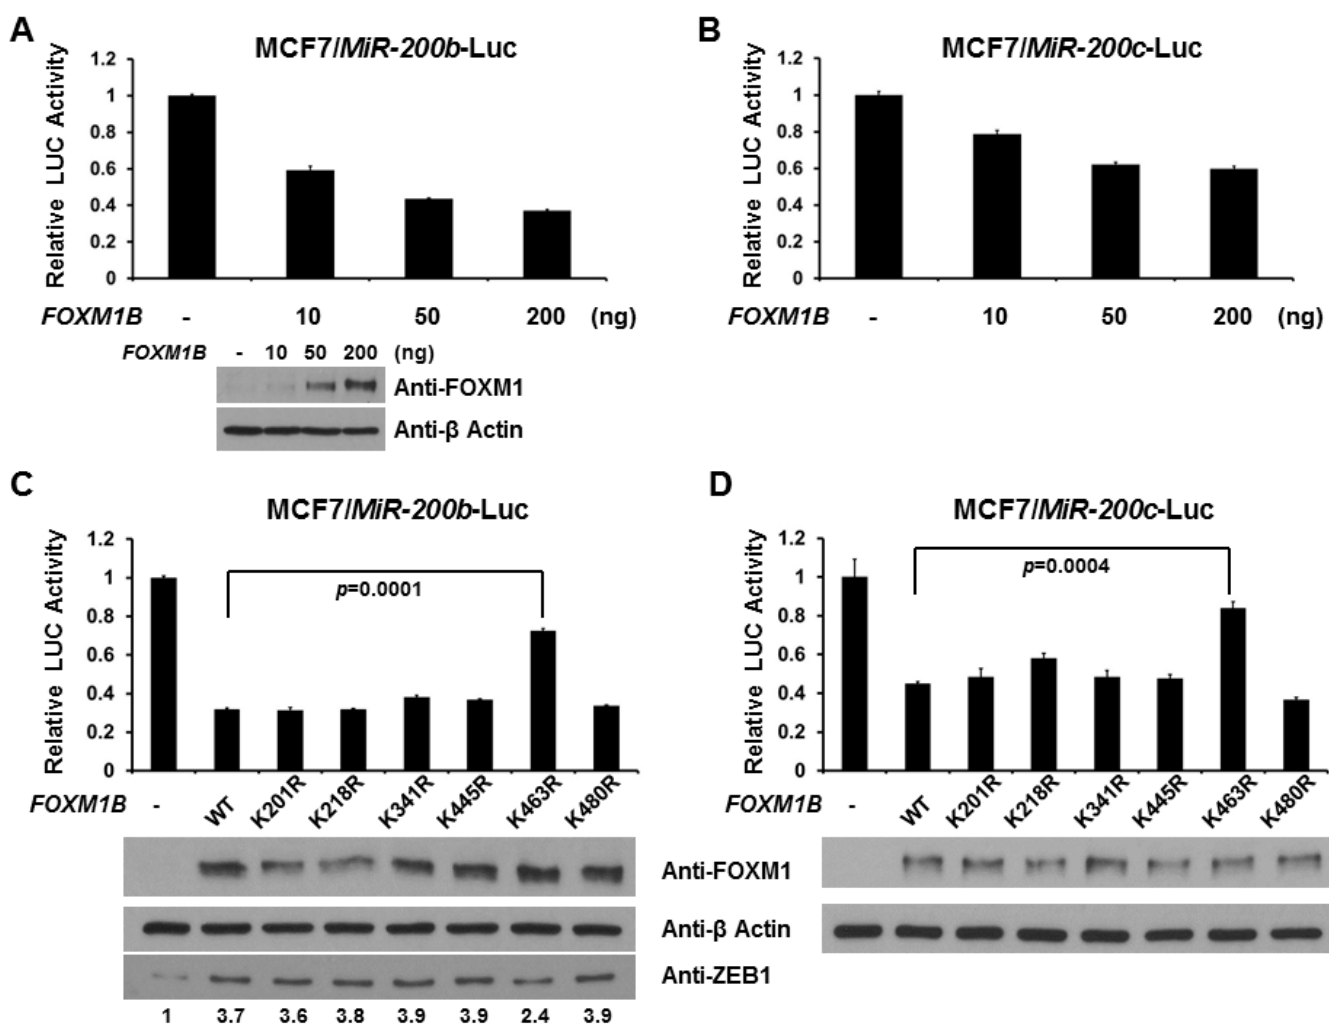 A
MCF7/MiR-200b-Luc
Relative LUC Activity
1.2
1
0.8
0.6
0.4
0.2
0
FOXM1B - 10 50 200 (ng)
FOXM1B - 10 50 200 (ng)
Anti-FOXM1
Anti-β Actin
B
MCF7/MiR-200c-Luc
Relative LUC Activity
1.2
1
0.8
0.6
0.4
0.2
0
FOXM1B - 10 50 200 (ng)
C
MCF7/MiR-200b-Luc
Relative LUC Activity
1.2
1
0.8
0.6
0.4
0.2
0
p=0.0001
FOXM1B - WT K201R K218R K341R K445R K463R K480R
Anti-FOXM1
Anti-β Actin
Anti-ZEB1
1 3.7 3.6 3.8 3.9 3.9 2.4 3.9
D
MCF7/MiR-200c-Luc
Relative LUC Activity
1.2
1
0.8
0.6
0.4
0.2
0
p=0.0004
FOXM1B - WT K201R K218R K341R K445R K463R K480R